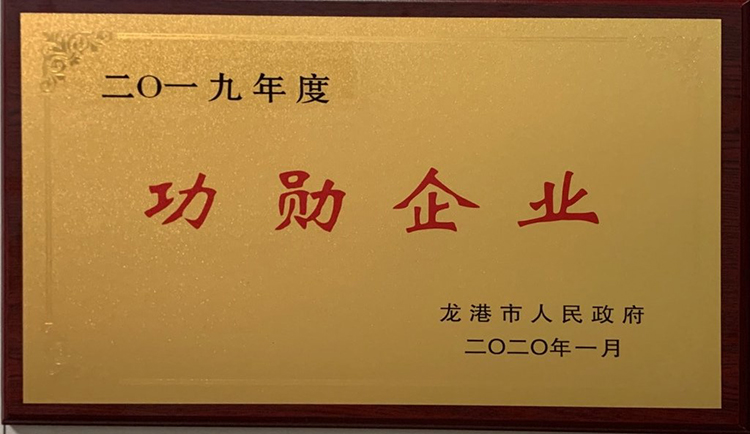 二〇一九年度
功勋企业
龙港市人民政府
二〇二〇年一月